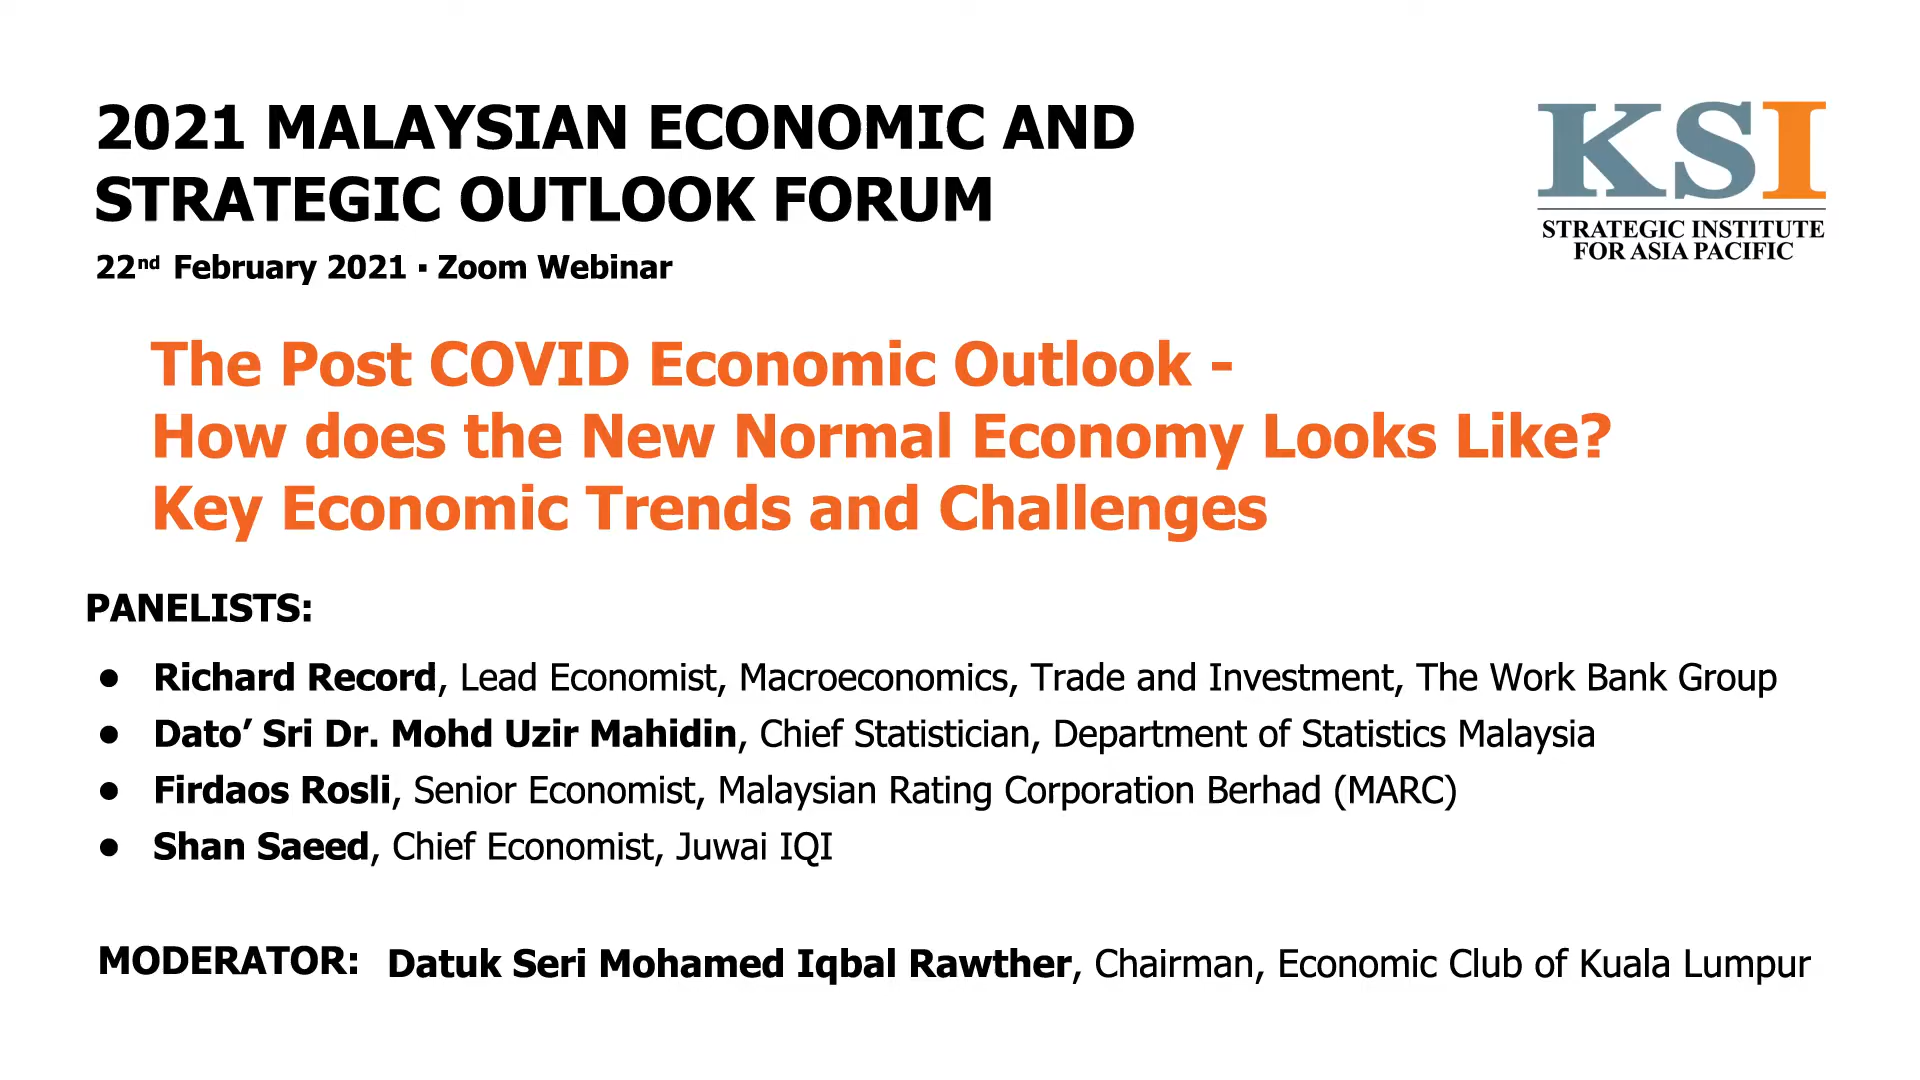 2021 MALAYSIAN ECONOMIC AND
STRATEGIC OUTLOOK FORUM
22nd February 2021 ▪ Zoom Webinar
KSI
STRATEGIC INSTITUTE
FOR ASIA PACIFIC
The Post COVID Economic Outlook -
How does the New Normal Economy Looks Like?
Key Economic Trends and Challenges
PANELISTS:
● Richard Record, Lead Economist, Macroeconomics, Trade and Investment, The Work Bank Group
● Dato’ Sri Dr. Mohd Uzir Mahidin, Chief Statistician, Department of Statistics Malaysia
● Firdaos Rosli, Senior Economist, Malaysian Rating Corporation Berhad (MARC)
● Shan Saeed, Chief Economist, Juwai IQI
MODERATOR: Datuk Seri Mohamed Iqbal Rawther, Chairman, Economic Club of Kuala Lumpur